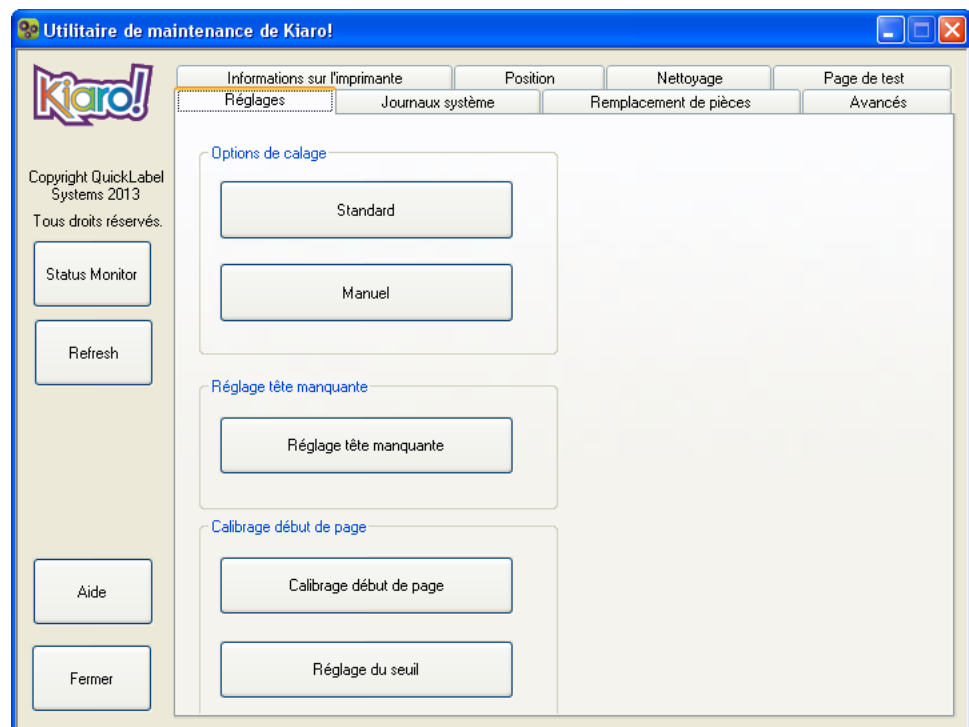 Utilitaire de maintenance de Kiaro!
Kiaro!
Copyright QuickLabel
Systems 2013
Tous droits réservés.
Status Monitor
Refresh
Aide
Fermer
Informations sur l'imprimante
Position
Nettoyage
Page de test
Réglages
Journaux système
Remplacement de pièces
Avancés
Options de calage
Standard
Manuel
Réglage tête manquante
Réglage tête manquante
Calibrage début de page
Calibrage début de page
Réglage du seuil